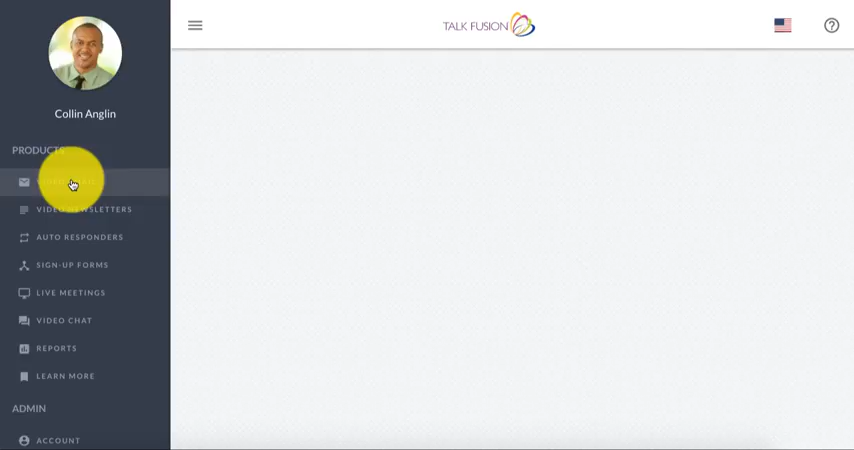 TALK FUSION
Collin Anglin
PRODUCTS
VIDEO NEWSLETTERS
AUTO RESPONDERS
SIGN-UP FORMS
LIVE MEETINGS
VIDEO CHAT
REPORTS
LEARN MORE
ADMIN
ACCOUNT